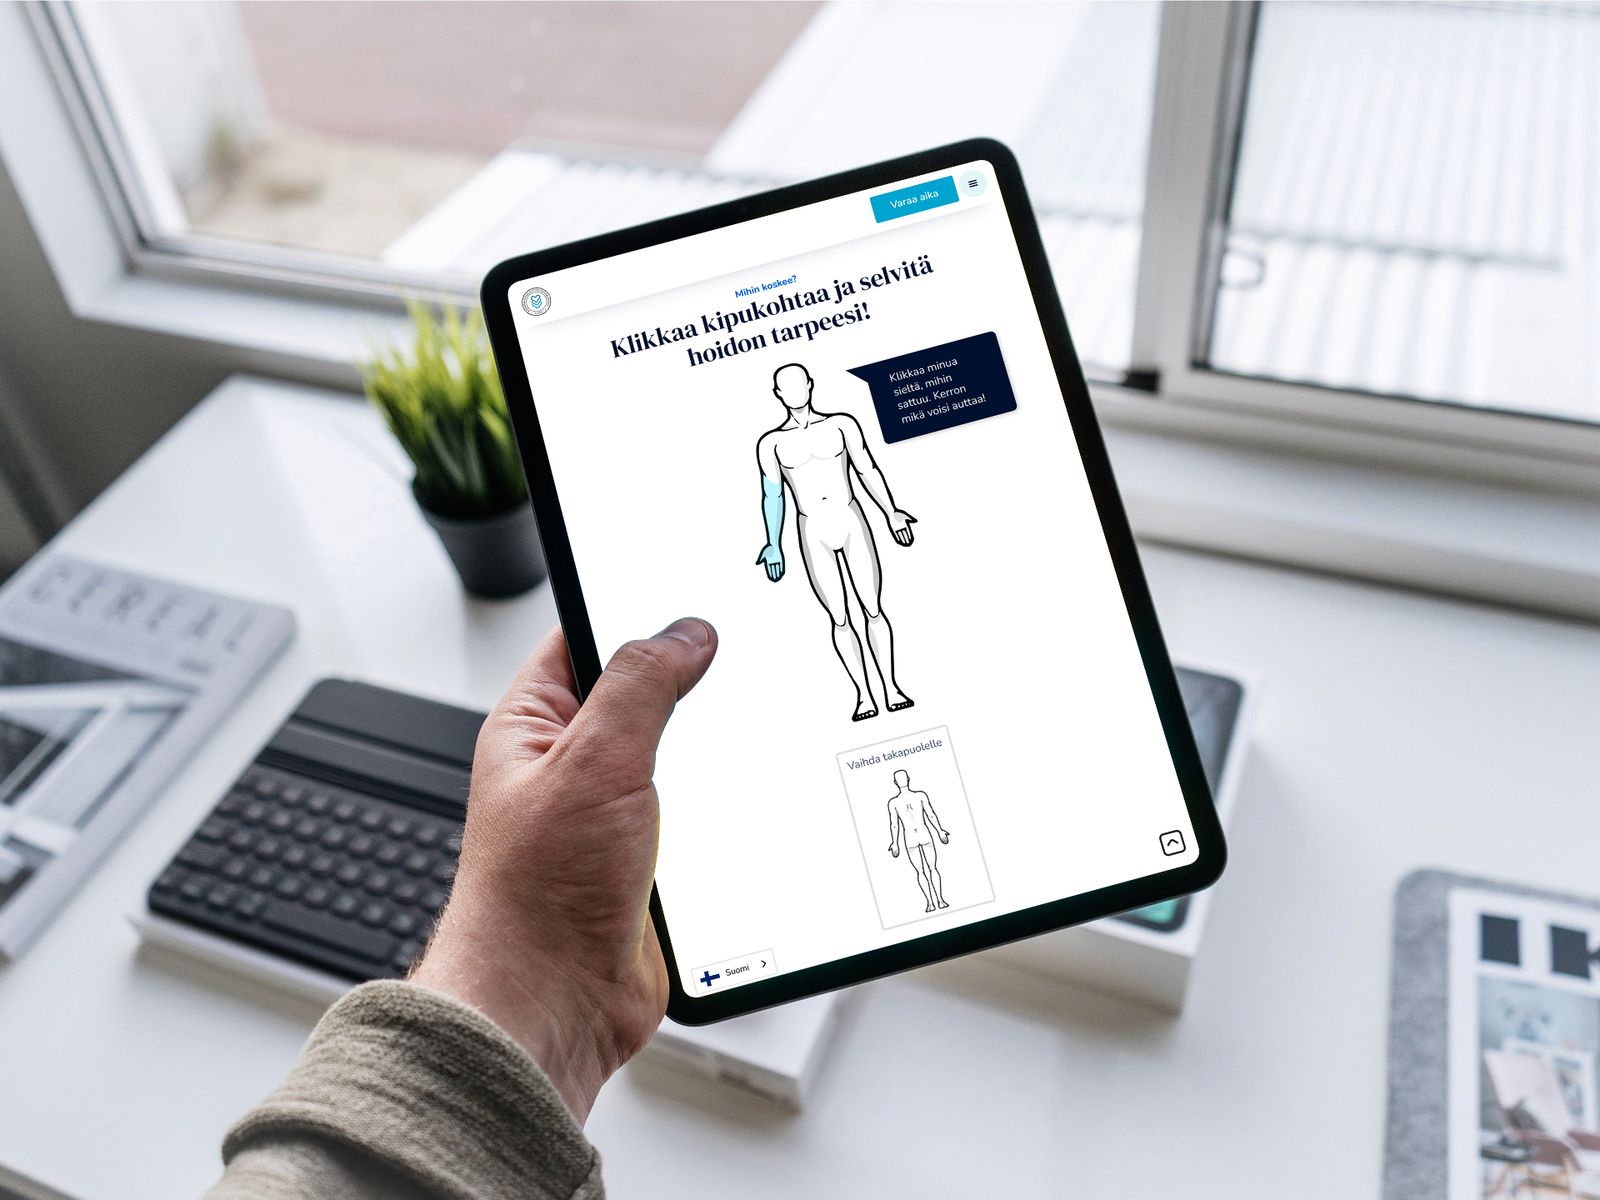 Varaa aika
Mihin koskee?
Klikkaa kipukohtaa ja selvitä
hoidon tarpeesi!
Klikkaa minua
sieltä, mihin
sattuu. Kerron
mikä voisi auttaa!
Vaihda takapuolelle
Suomi
CEREAL